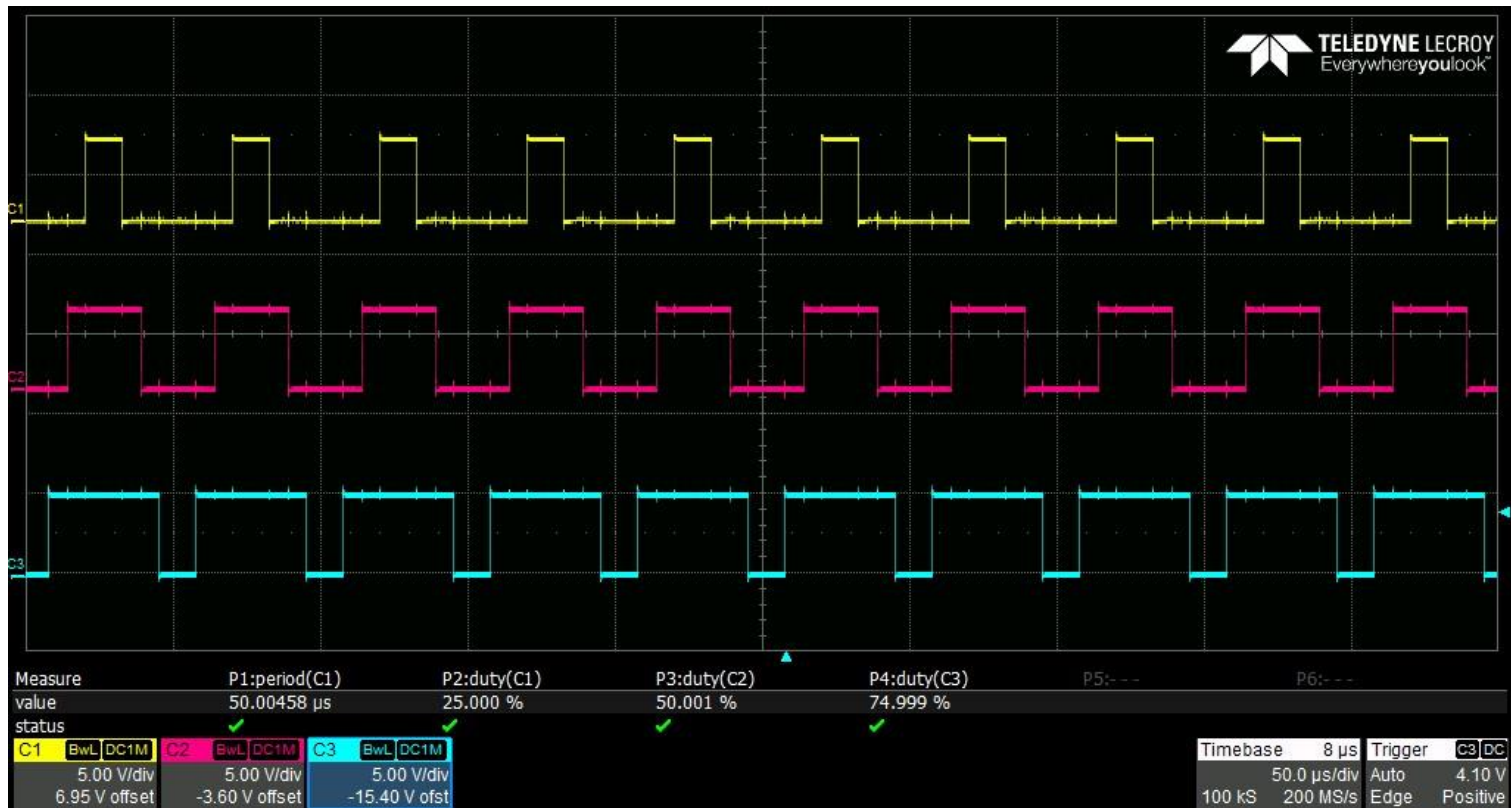 TELEDYNE LECROY
Everywhereyoulook™
C1
C2
C3
Measure P1:period(C1) P2:duty(C1) P3:duty(C2) P4:duty(C3) P5:- - - P6:- - -
value 50.00458 µs 25.000 % 50.001 % 74.999 %
status
C1 BwL DC1M C2 BwL DC1M C3 BwL DC1M Timebase 8 µs Trigger C3 DC
5.00 V/div 5.00 V/div 5.00 V/div 50.0 µs/div Auto 4.10 V
6.95 V offset -3.60 V offset -15.40 V ofst 100 kS 200 MS/s Edge Positive